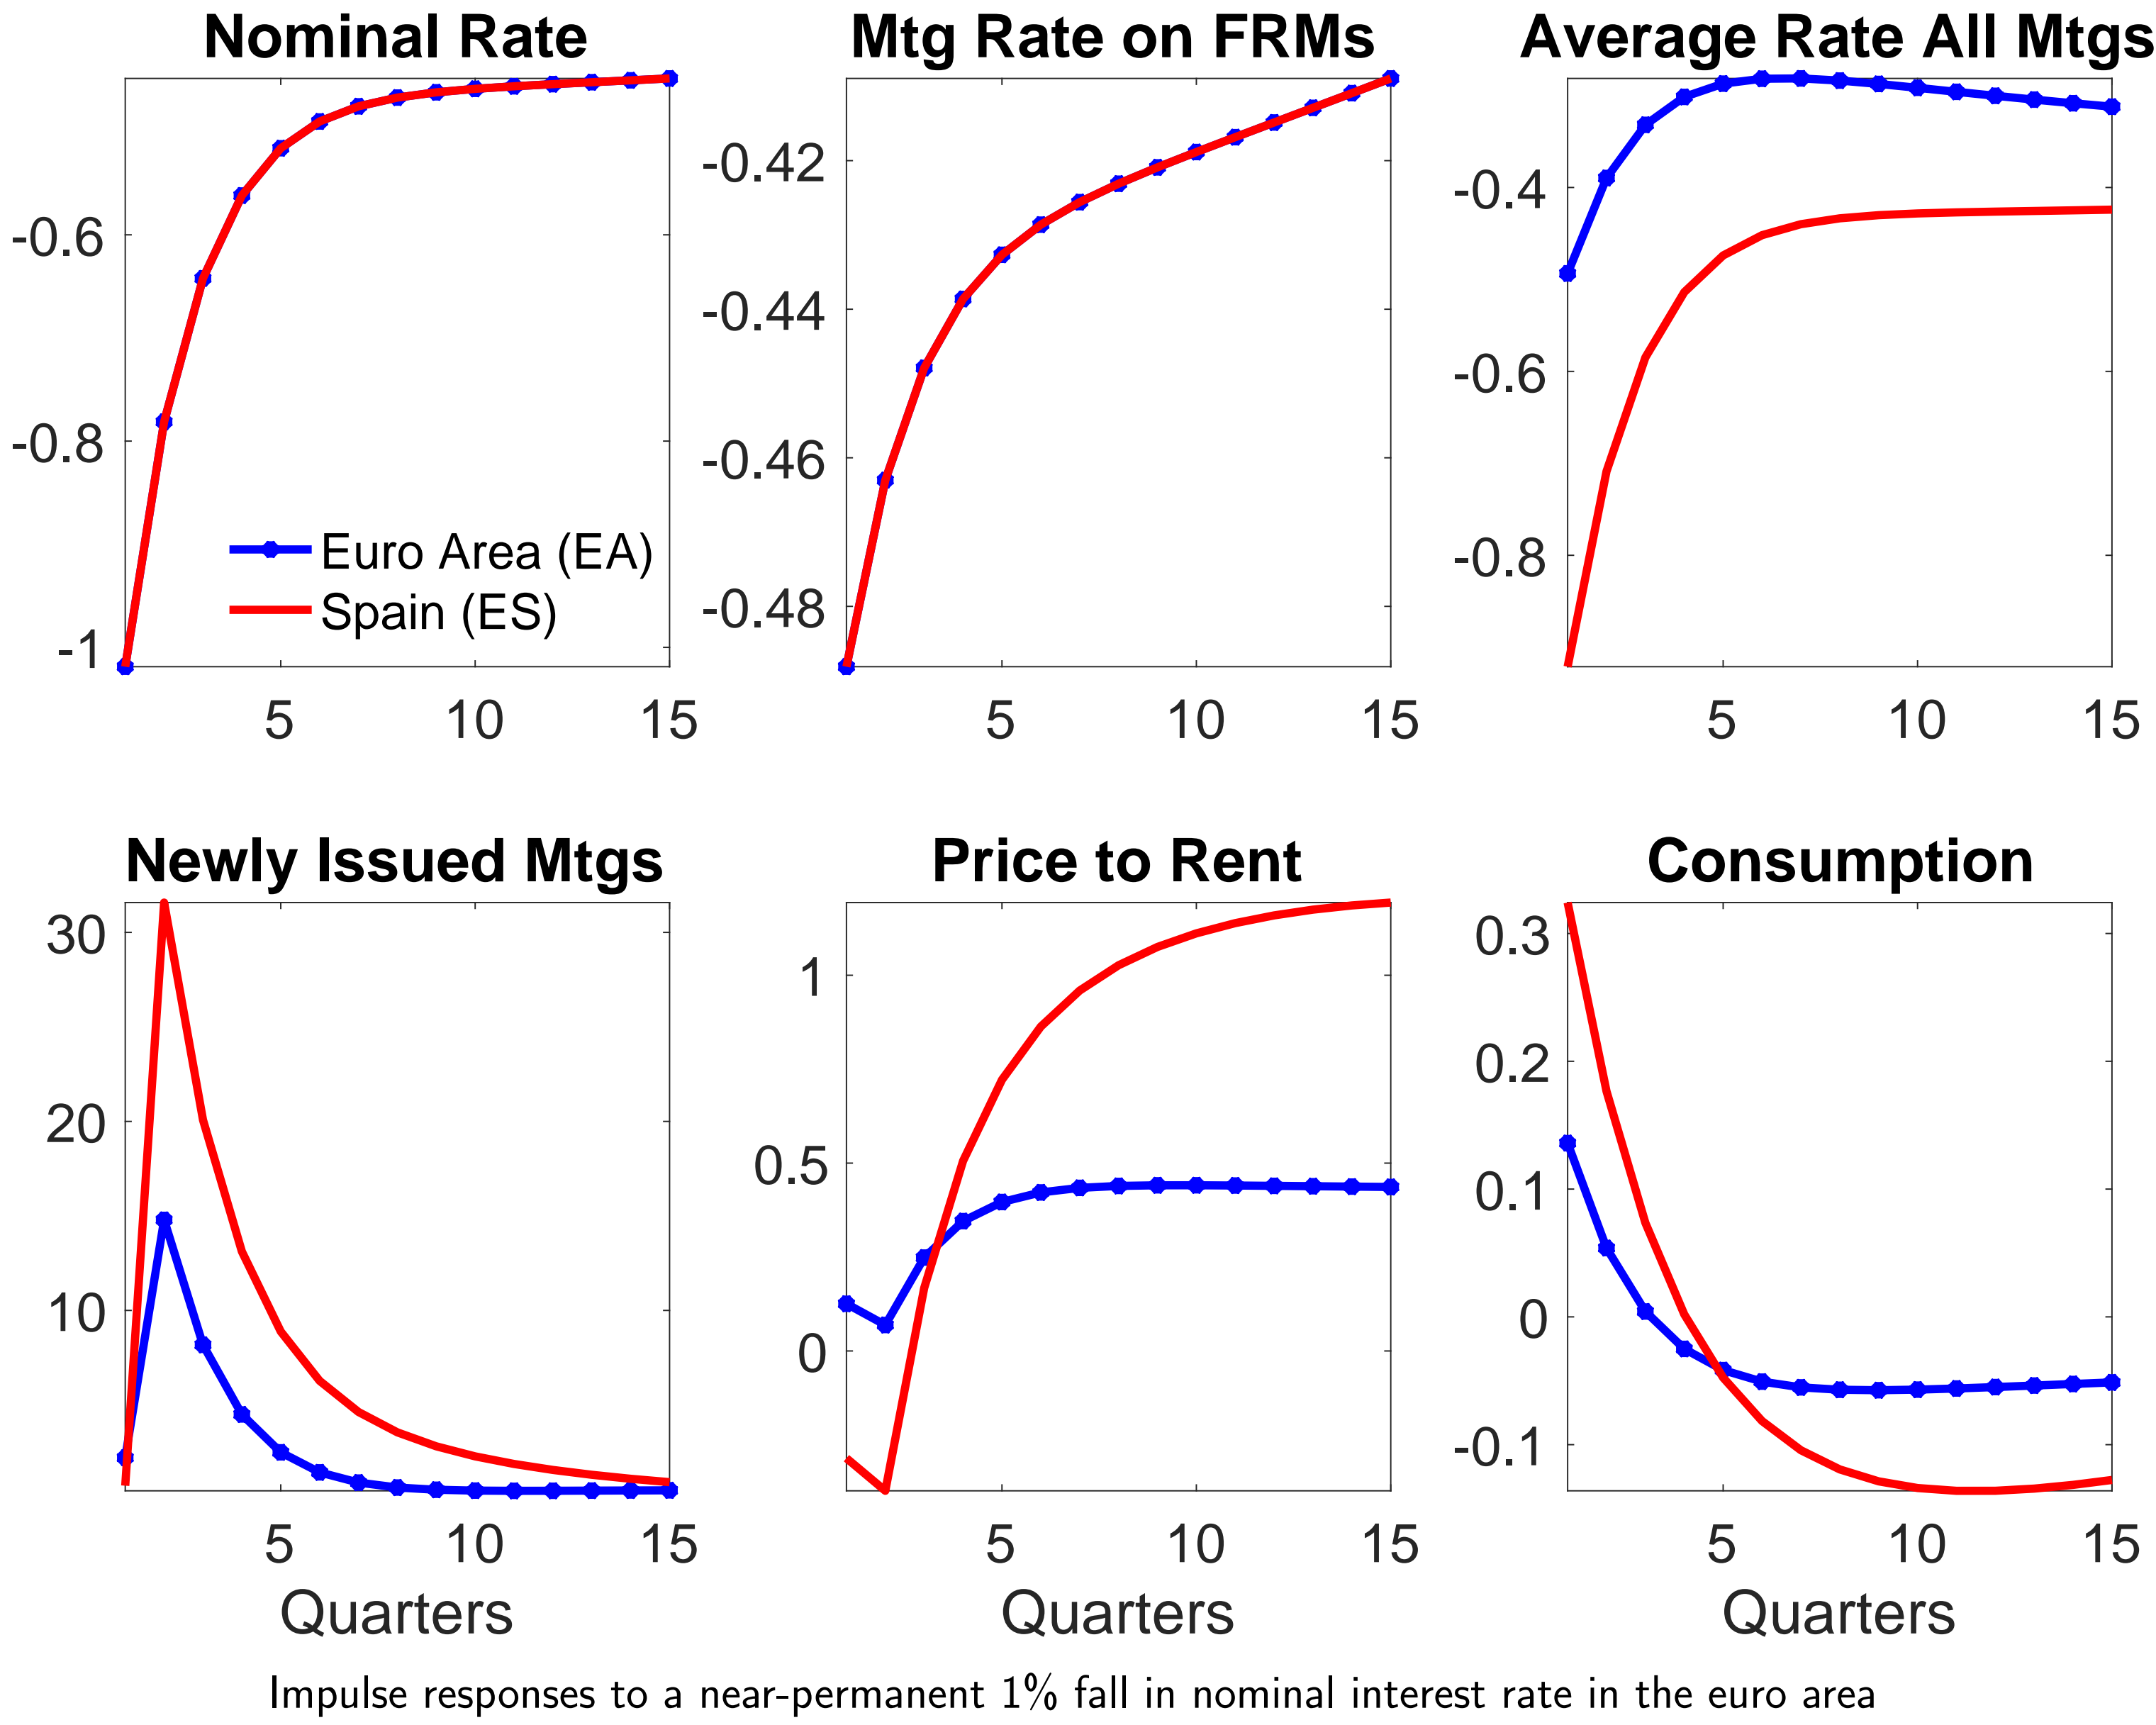 Nominal Rate
-0.6
-0.8
-1
Euro Area (EA)
Spain (ES)
5 10 15
Mtg Rate on FRMs
-0.42
-0.44
-0.46
-0.48
5 10 15
Average Rate All Mtgs
-0.4
-0.6
-0.8
5 10 15
Newly Issued Mtgs
30
20
10
5 10 15
Quarters
Price to Rent
1
0.5
0
5 10 15
Quarters
Consumption
0.3
0.2
0.1
0
-0.1
5 10 15
Quarters
Impulse responses to a near-permanent 1% fall in nominal interest rate in the euro area